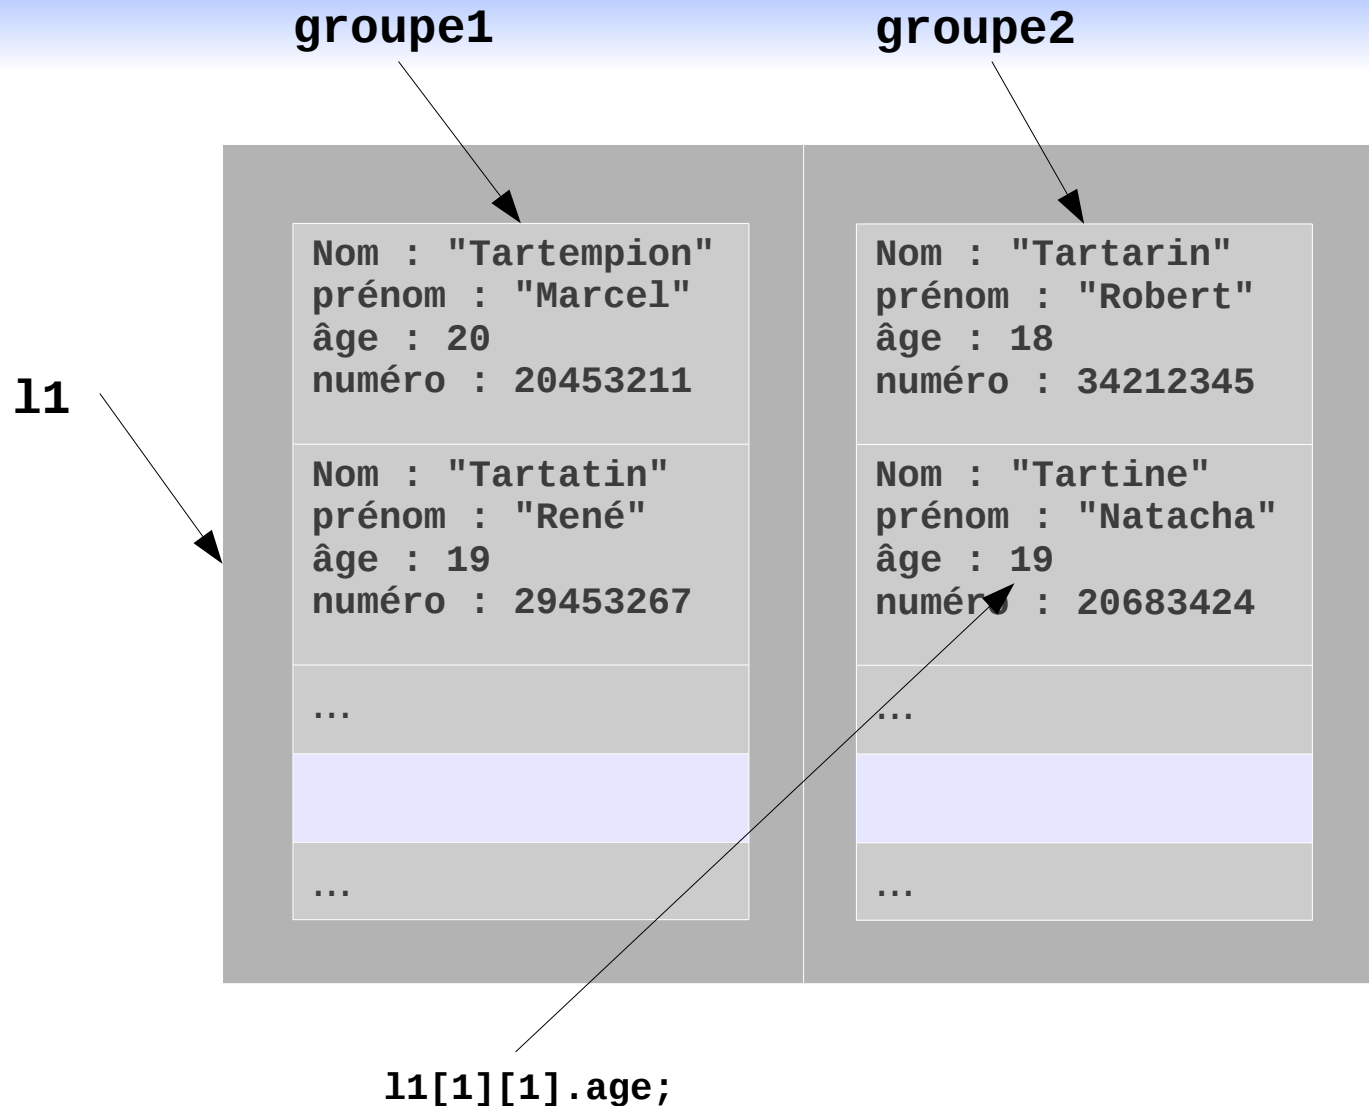 groupe1
groupe2
l1
Nom : "Tartempion"
prénom : "Marcel"
âge : 20
numéro : 20453211
Nom : "Tartatin"
prénom : "René"
âge : 19
numéro : 29453267
...
...
Nom : "Tartarin"
prénom : "Robert"
âge : 18
numéro : 34212345
Nom : "Tartine"
prénom : "Natacha"
âge : 19
numéro : 20683424
...
...
l1[1][1].age;